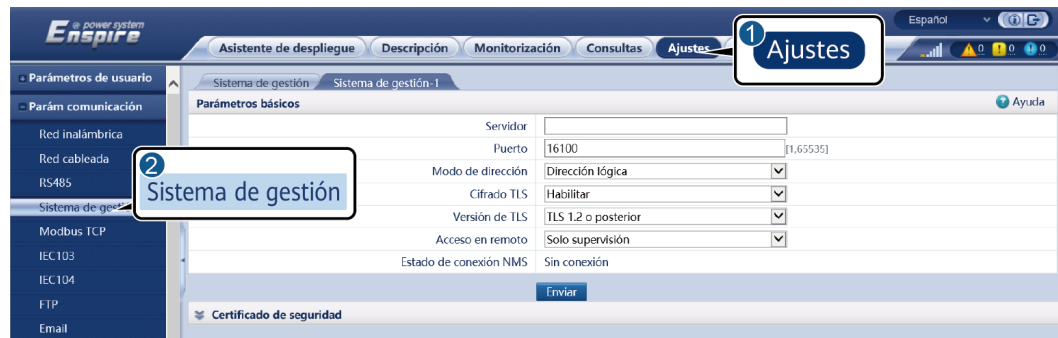 Enspire @ power system
Español
Asistente de despliegue Descripción Monitorización Consultas Ajustes
1 Ajustes
0 0 0
Parámetros de usuario
Parám comunicación
Red inalámbrica
Red cableada
RS485
Sistema de gesti
Modbus TCP
IEC103
IEC104
FTP
Email
2 Sistema de gestión
Sistema de gestión Sistema de gestión-1
Parámetros básicos Ayuda
Servidor
Puerto 16100 [1,65535]
Modo de dirección Dirección lógica
Cifrado TLS Habilitar
Versión de TLS TLS 1.2 o posterior
Acceso en remoto Solo supervisión
Estado de conexión NMS Sin conexión
Enviar
Certificado de seguridad